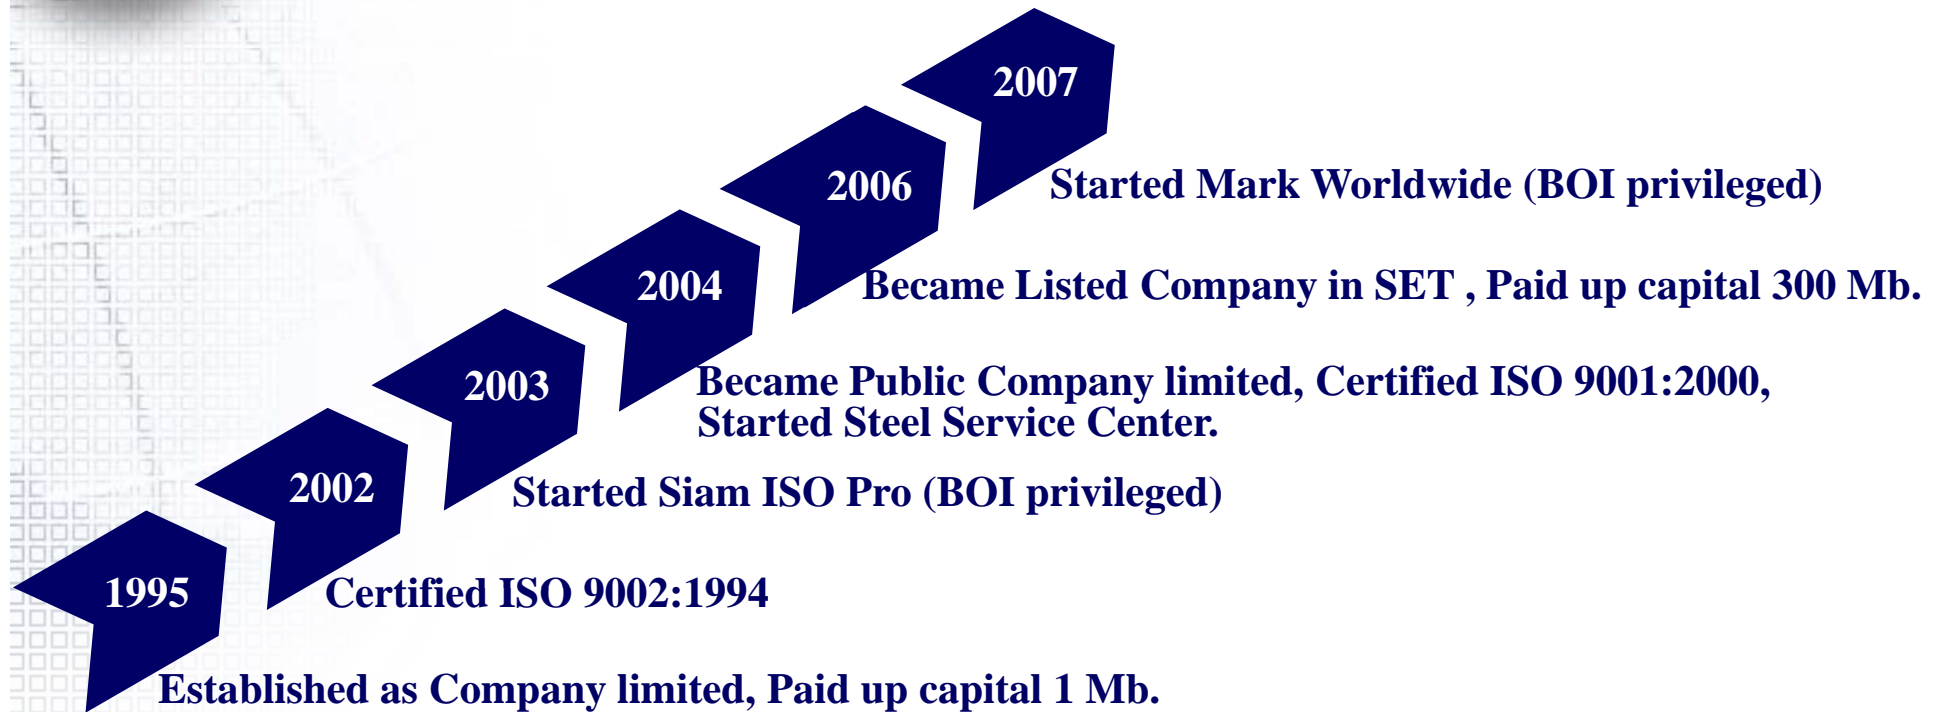 2007
Started Mark Worldwide (BOI privileged)
2006
Became Listed Company in SET , Paid up capital 300 Mb.
2004
Became Public Company limited, Certified ISO 9001:2000,
Started Steel Service Center.
2003
Started Siam ISO Pro (BOI privileged)
2002
Certified ISO 9002:1994
1995
Established as Company limited, Paid up capital 1 Mb.